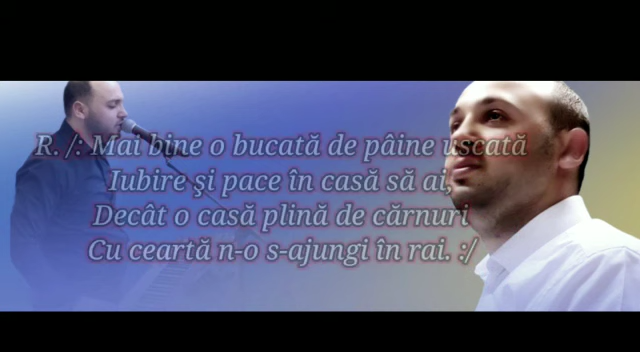 R. /: Mai bine o bucată de pâine uscată
Iubire şi pace în casă să ai,
Decât o casă plină de cărnuri
Cu ceartă n-o s-ajungi în rai. :/